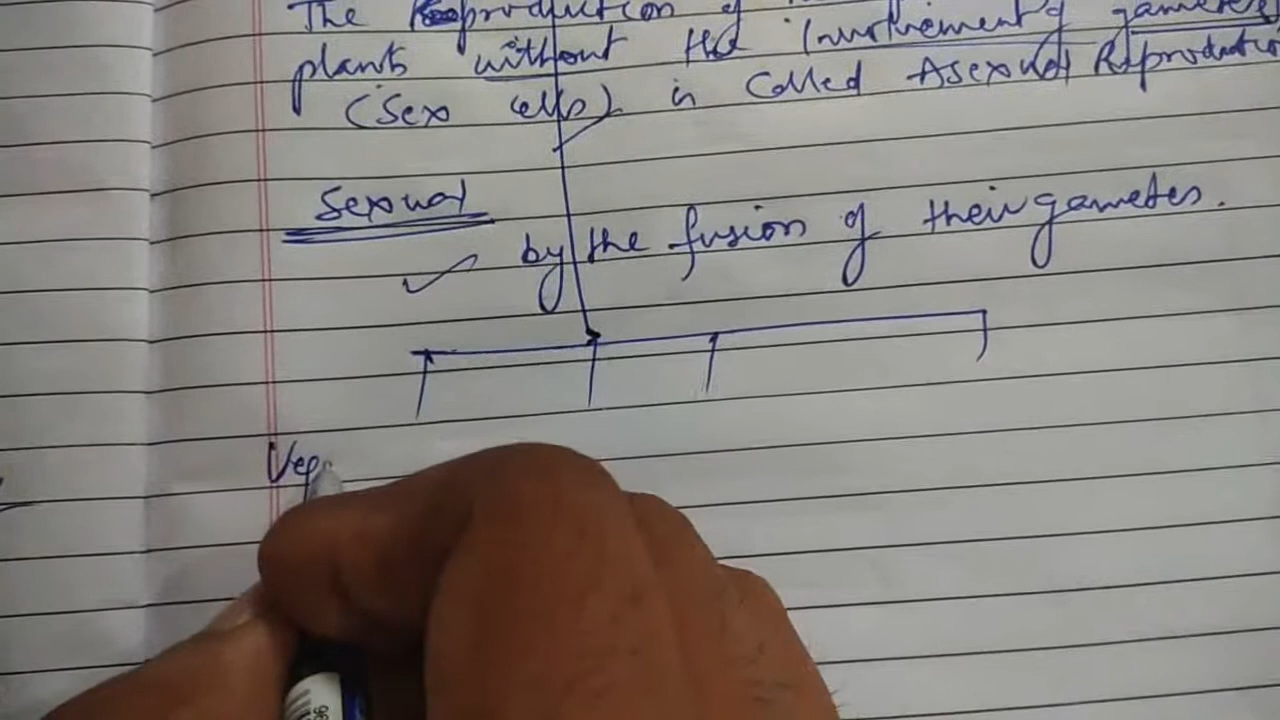 The Reproduction of
plants without the involvement of gametes
(Sex cells) is Called Asexual Reproductio
Sexual
by the fusion of their gametes.
Veg